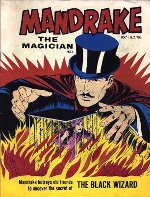 MANDRAKE
THE
MAGICIAN
Mandrake betrays old friends
to uncover the secret of
THE BLACK WIZARD